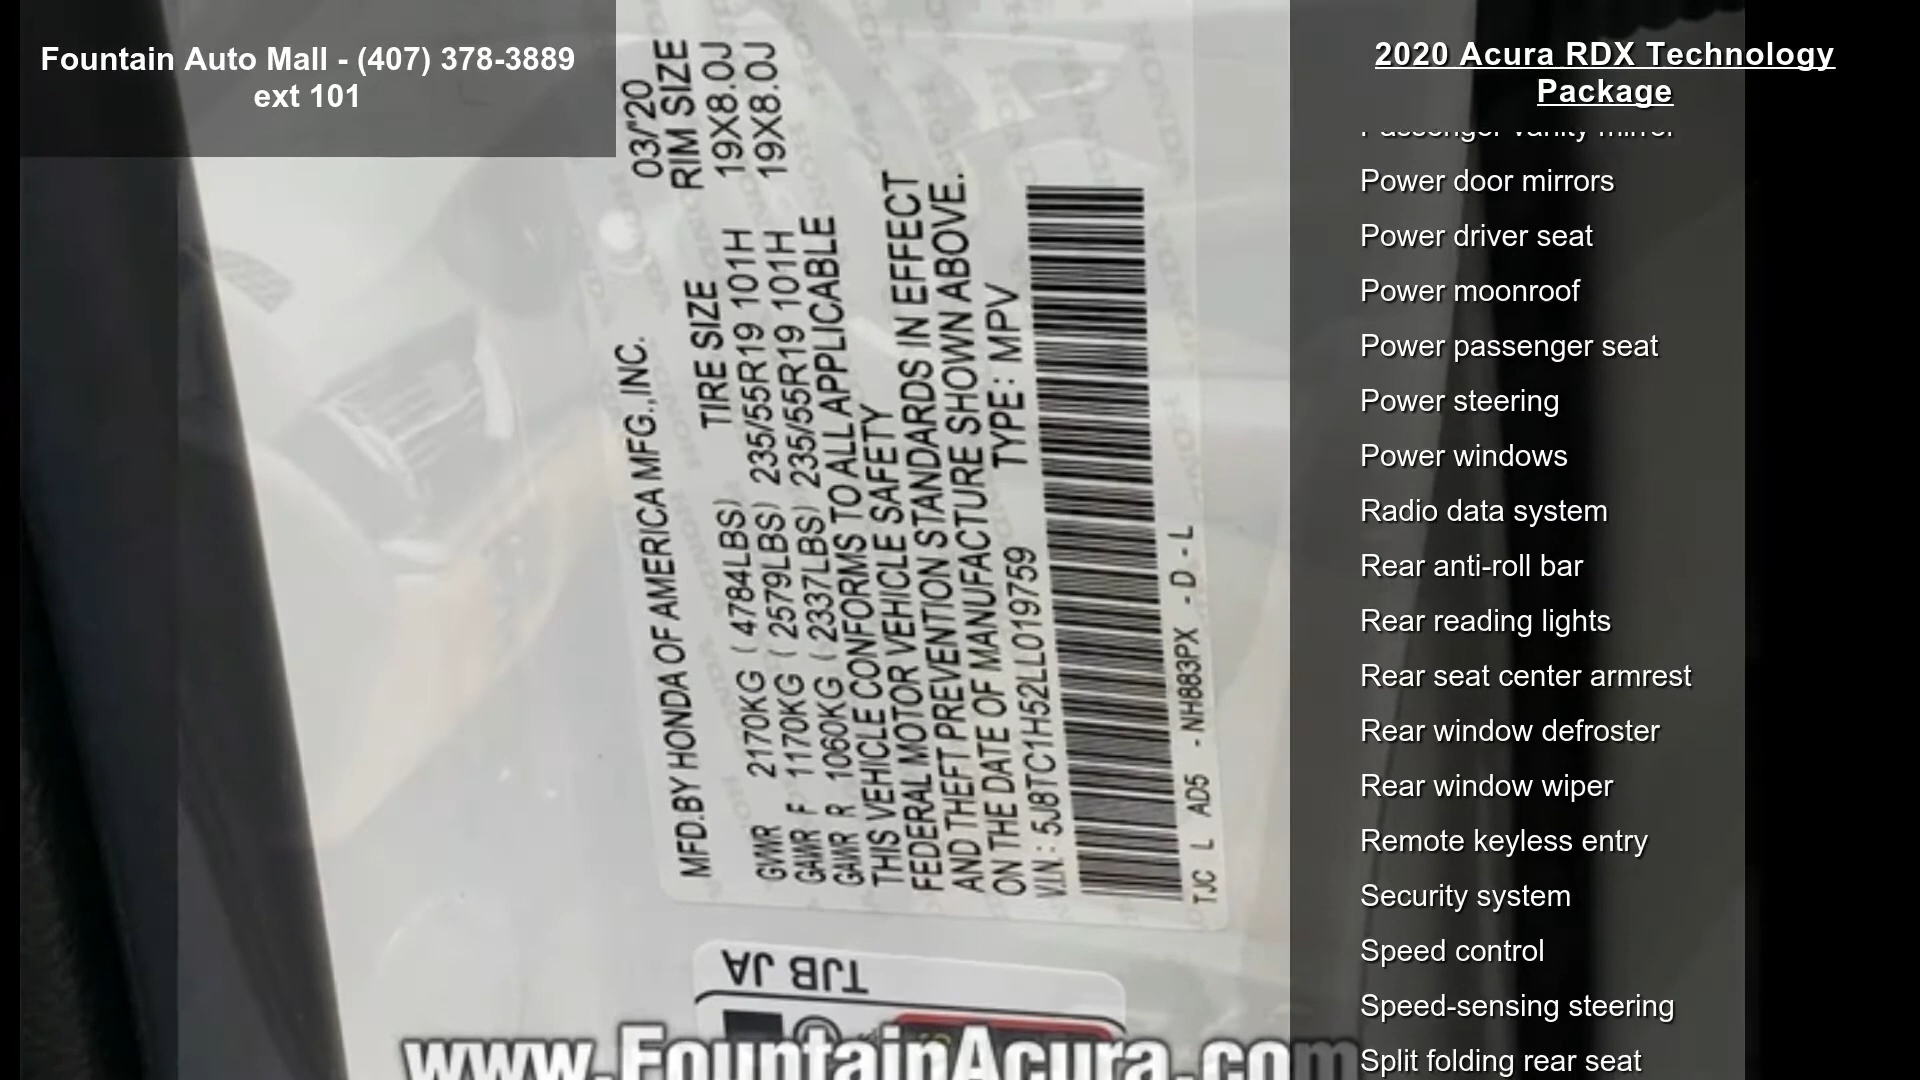 Fountain Auto Mall - (407) 378-3889
ext 101
2020 Acura RDX Technology
Package
Passenger vanity mirror
Power door mirrors
Power driver seat
Power moonroof
Power passenger seat
Power steering
Power windows
Radio data system
Rear anti-roll bar
Rear reading lights
Rear seat center armrest
Rear window defroster
Rear window wiper
Remote keyless entry
Security system
Speed control
Speed-sensing steering
Split folding rear seat
MFD.BY HONDA OF AMERICA MFG.,INC. 03/'20
TIRE SIZE RIM SIZE
GVWR 2170KG ( 4784LBS) 235/55R19 101H 19X8.0J
GAWR F 1170KG ( 2579LBS) 235/55R19 101H 19X8.0J
GAWR R 1060KG ( 2337LBS)
THIS VEHICLE CONFORMS TO ALL APPLICABLE
FEDERAL MOTOR VEHICLE SAFETY
AND THEFT PREVENTION STANDARDS IN EFFECT
ON THE DATE OF MANUFACTURE SHOWN ABOVE.
V.I.N.: 5J8TC1H52LL019759 TYPE : MPV
TJC L AD5 - NH883PX - D - L
TJB JA
www.FountainAcura.com